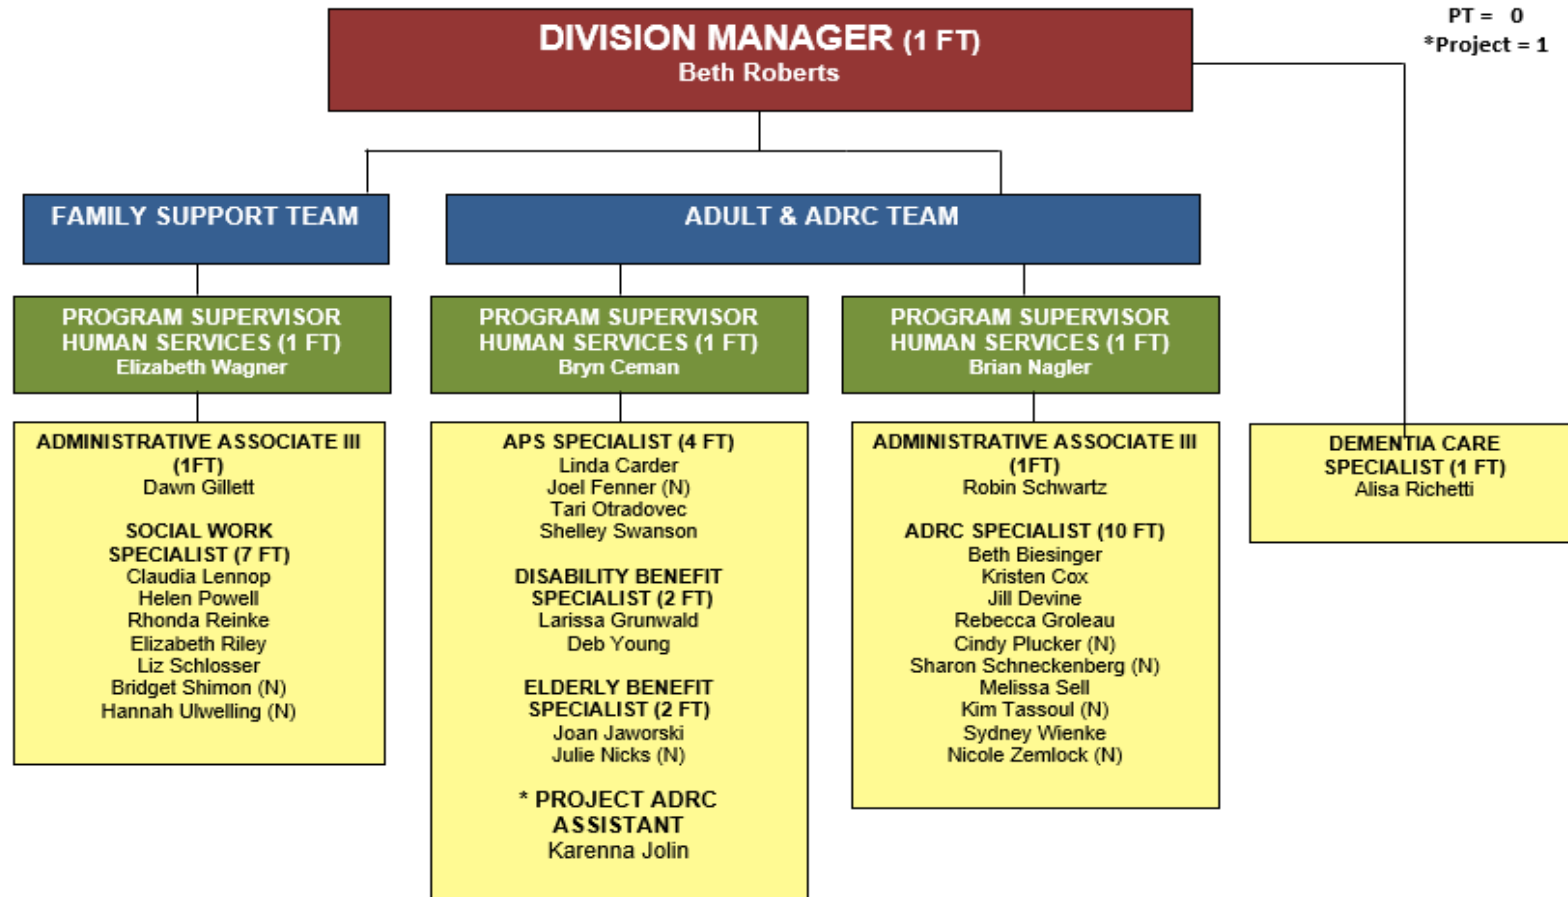 PT = 0
*Project = 1
DIVISION MANAGER (1 FT)
Beth Roberts
FAMILY SUPPORT TEAM
ADULT & ADRC TEAM
PROGRAM SUPERVISOR
HUMAN SERVICES (1 FT)
Elizabeth Wagner
PROGRAM SUPERVISOR
HUMAN SERVICES (1 FT)
Bryn Ceman
PROGRAM SUPERVISOR
HUMAN SERVICES (1 FT)
Brian Nagler
ADMINISTRATIVE ASSOCIATE III
(1FT)
Dawn Gillett
SOCIAL WORK
SPECIALIST (7 FT)
Claudia Lennop
Helen Powell
Rhonda Reinke
Elizabeth Riley
Liz Schlosser
Bridget Shimon (N)
Hannah Ulwelling (N)
APS SPECIALIST (4 FT)
Linda Carder
Joel Fenner (N)
Tari Otradovec
Shelley Swanson
DISABILITY BENEFIT
SPECIALIST (2 FT)
Larissa Grunwald
Deb Young
ELDERLY BENEFIT
SPECIALIST (2 FT)
Joan Jaworski
Julie Nicks (N)
* PROJECT ADRC
ASSISTANT
Karenna Jolin
ADMINISTRATIVE ASSOCIATE III
(1FT)
Robin Schwartz
ADRC SPECIALIST (10 FT)
Beth Biesinger
Kristen Cox
Jill Devine
Rebecca Groleau
Cindy Plucker (N)
Sharon Schneckenberg (N)
Melissa Sell
Kim Tassoul (N)
Sydney Wienke
Nicole Zemlock (N)
DEMENTIA CARE
SPECIALIST (1 FT)
Alisa Richetti